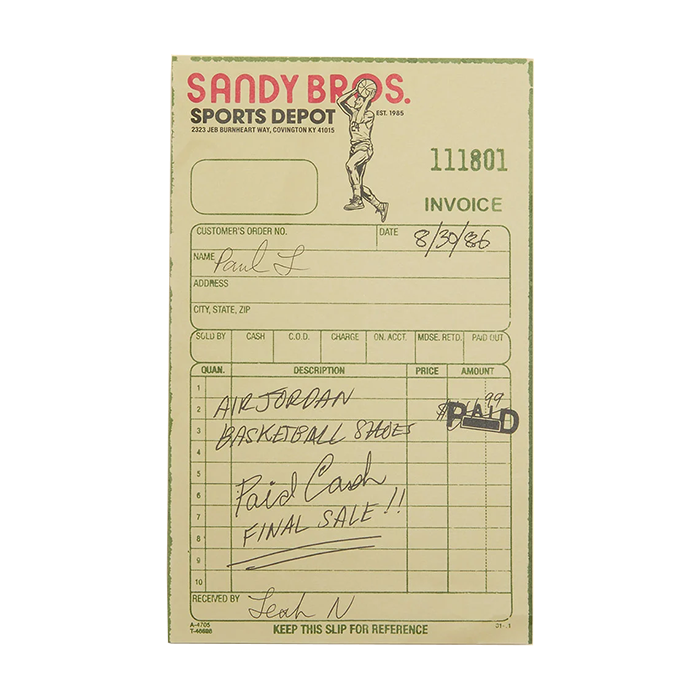 SANDY BROS.
SPORTS DEPOT EST. 1985
2323 JEB BURNHEART WAY, COVINGTON KY 41015
24
111801
INVOICE
CUSTOMER'S ORDER NO. DATE 8/30/86
NAME Paul L
ADDRESS
CITY, STATE, ZIP
SOLD BY CASH C.O.D. CHARGE ON. ACCT. MDSE. RETD. PAID OUT
QUAN. DESCRIPTION PRICE AMOUNT
1
2 AIR JORDAN $ 99
3 BASKETBALL SHOES PAID
4
5
6 Paid Cash
7 FINAL SALE!!
8
9
10
RECEIVED BY Leah N
A-4705
T-46686 KEEP THIS SLIP FOR REFERENCE